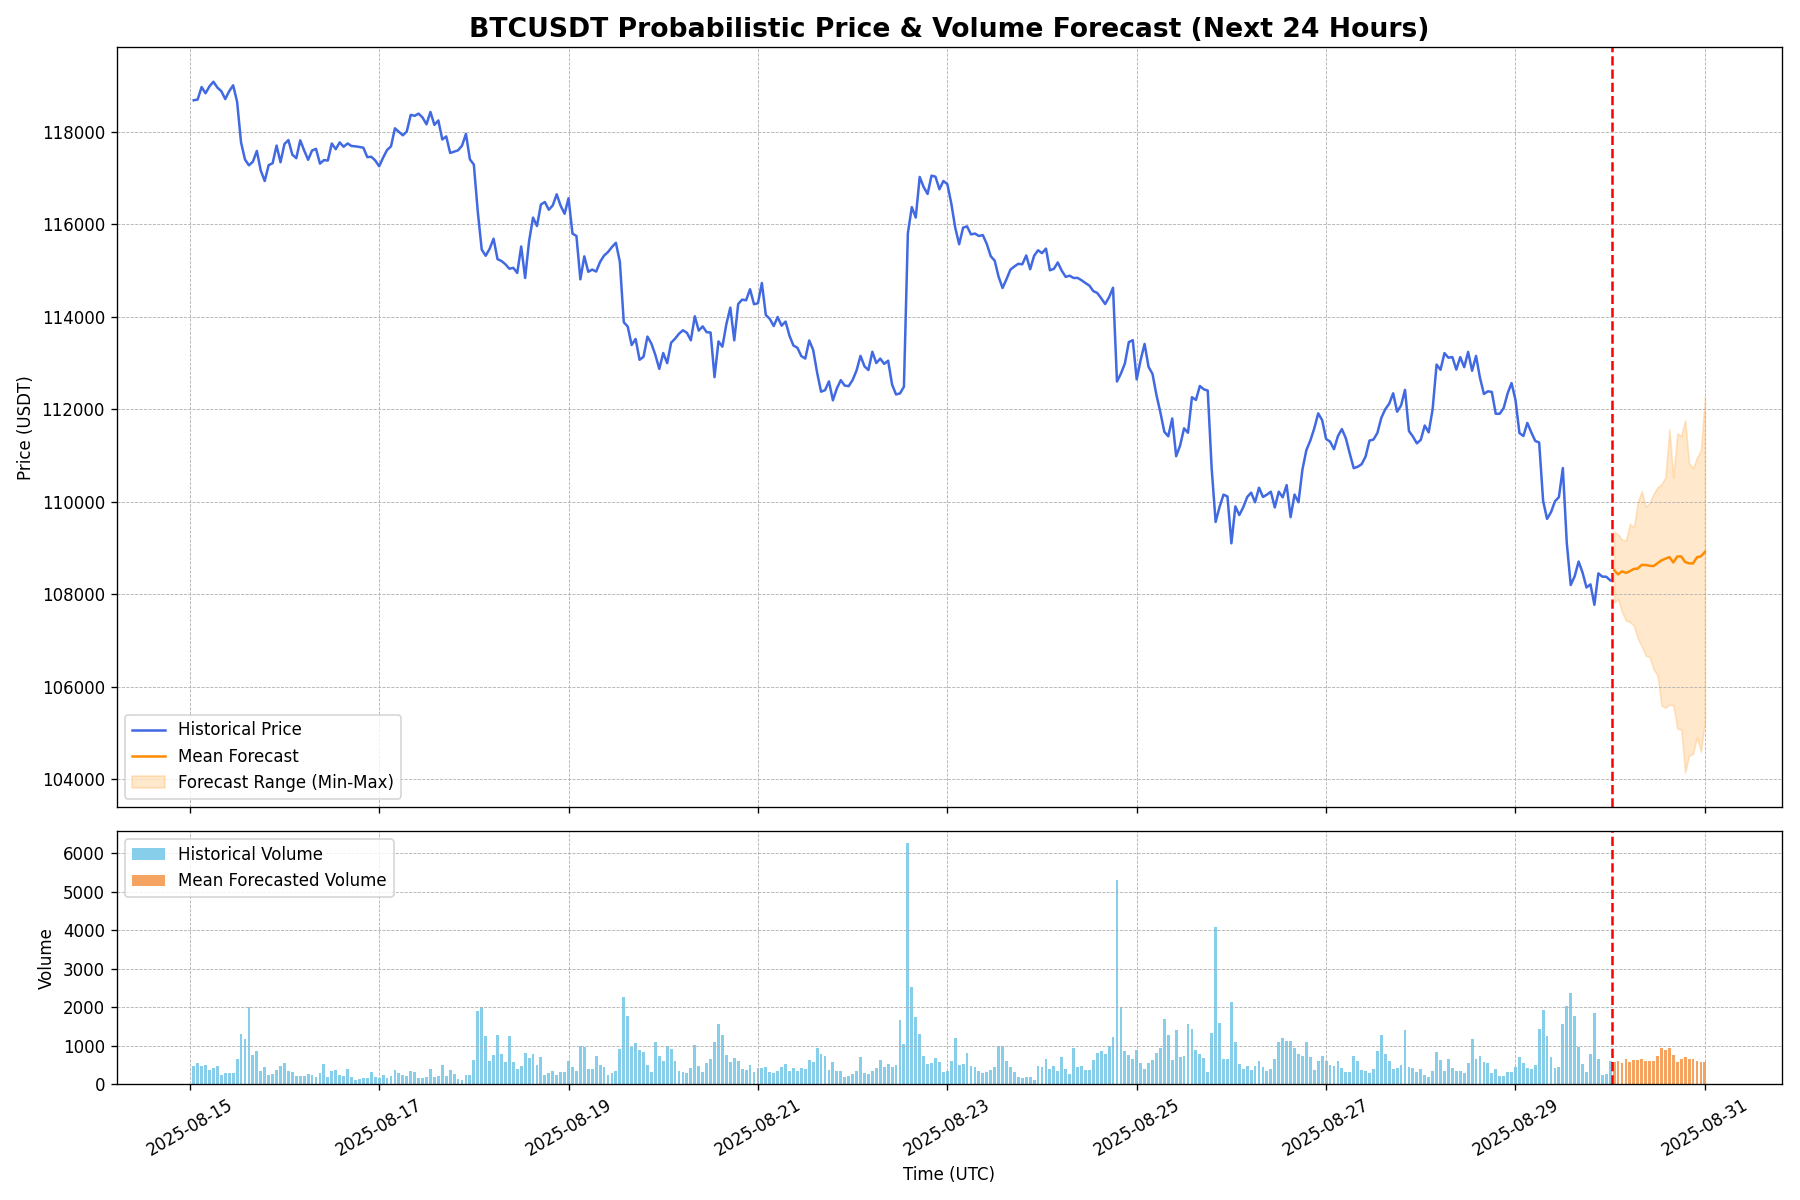 BTCUSDT Probabilistic Price & Volume Forecast (Next 24 Hours)
Price (USDT)
118000
116000
114000
112000
110000
108000
106000
104000
Historical Price
Mean Forecast
Forecast Range (Min-Max)
Volume
6000
5000
4000
3000
2000
1000
0
Historical Volume
Mean Forecasted Volume
2025-08-15
2025-08-17
2025-08-19
2025-08-21
2025-08-23
2025-08-25
2025-08-27
2025-08-29
2025-08-31
Time (UTC)